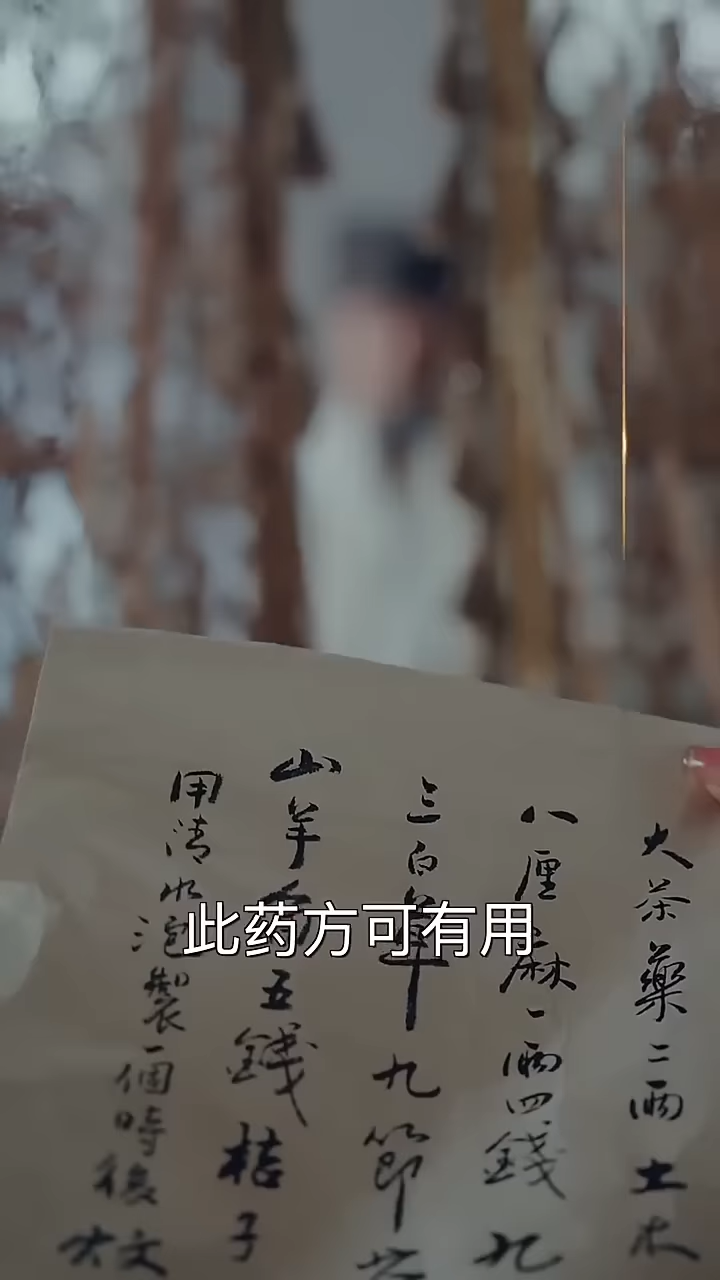 大茶藥二兩土木
八厘麻一兩四錢九
三白草九節
山羊角五錢桔子
用清水泡製一個時後
此药方可有用